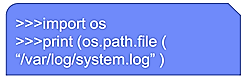 >>>import os
>>>print (os.path.file (
“/var/log/system.log” )